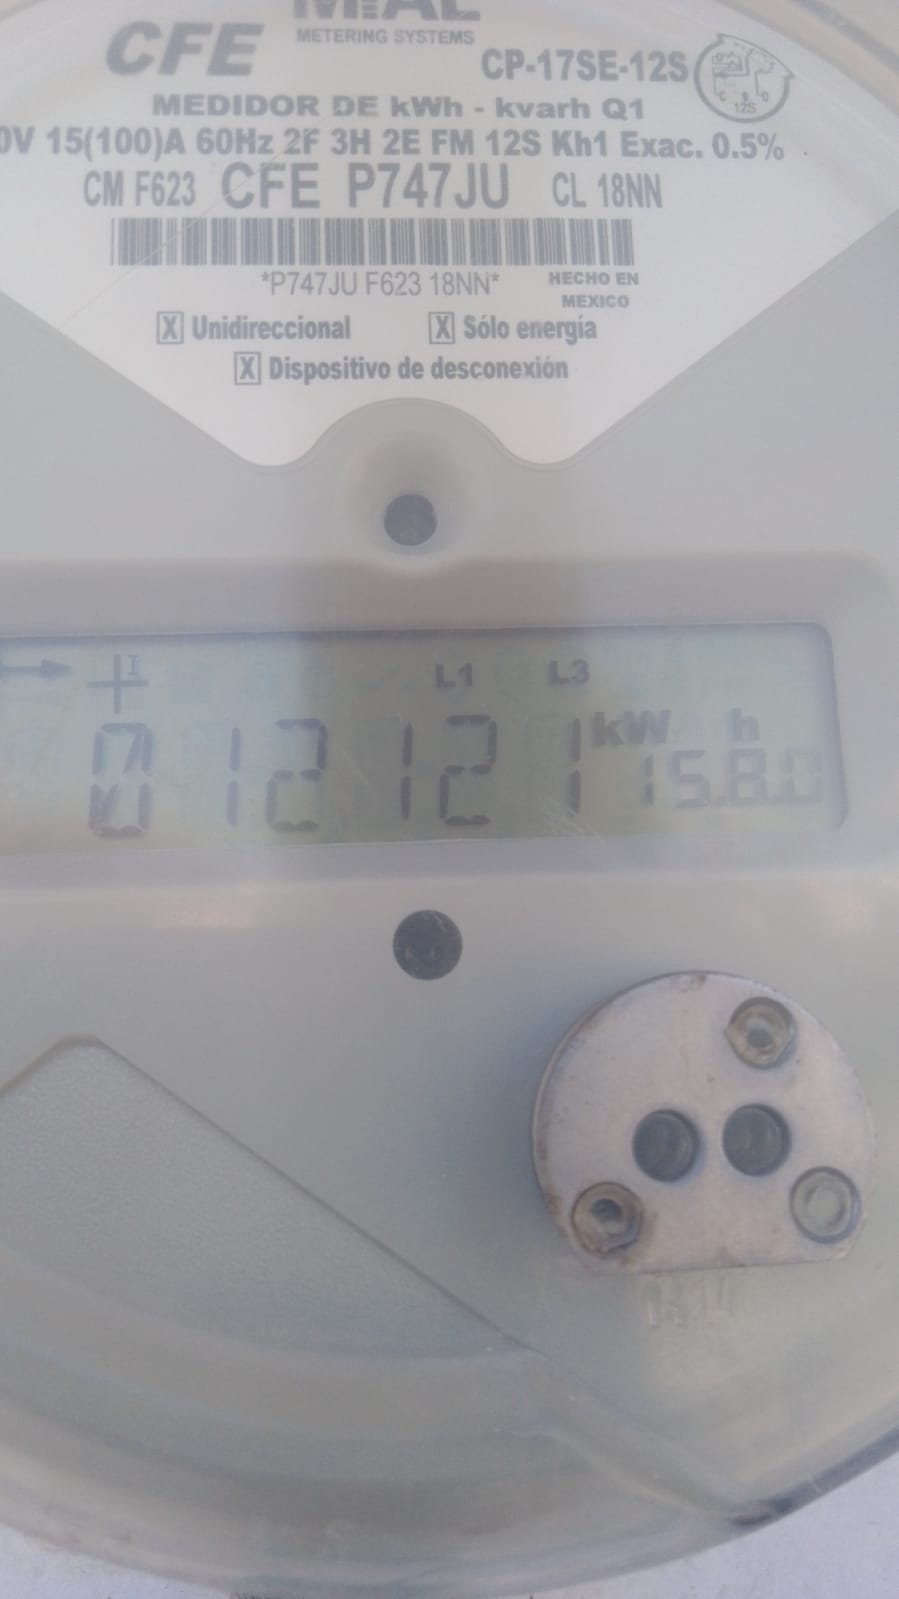 CFE
METERING SYSTEMS
CP-17SE-12S
12S
MEDIDOR DE kWh - kvarh Q1
0V 15(100)A 60Hz 2F 3H 2E FM 12S Kh1 Exac. 0.5%
CM F623 CFE P747JU CL 18NN
*P747JU F623 18NN*
HECHO EN
MEXICO
X Unidireccional X Sólo energía
X Dispositivo de desconexión
L1 L3
012121 kWh 15.8.0